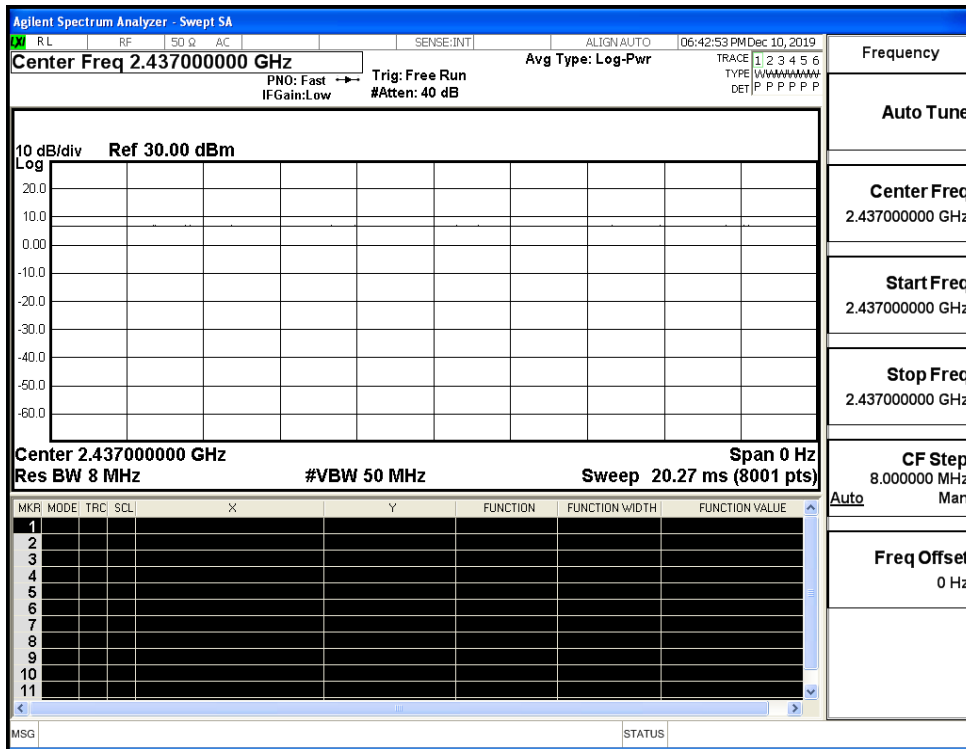 Agilent Spectrum Analyzer - Swept SA
LXI RL RF 50 Ω AC SENSE:INT ALIGNAUTO 06:42:53 PM Dec 10, 2019
Center Freq 2.437000000 GHz
PNO: Fast
IFGain:Low
Trig: Free Run
#Atten: 40 dB
Avg Type: Log-Pwr
TRACE 1 2 3 4 5 6
TYPE WWWWWW
DET P P P P P P
10 dB/div Ref 30.00 dBm
Log
20.0
10.0
0.00
-10.0
-20.0
-30.0
-40.0
-50.0
-60.0
Center 2.437000000 GHz Span 0 Hz
Res BW 8 MHz #VBW 50 MHz Sweep 20.27 ms (8001 pts)
MKR MODE TRC SCL X Y FUNCTION FUNCTION WIDTH FUNCTION VALUE
1
2
3
4
5
6
7
8
9
10
11
MSG STATUS
Frequency
Auto Tune
Center Freq
2.437000000 GHz
Start Freq
2.437000000 GHz
Stop Freq
2.437000000 GHz
CF Step
8.000000 MHz
Auto Man
Freq Offset
0 Hz